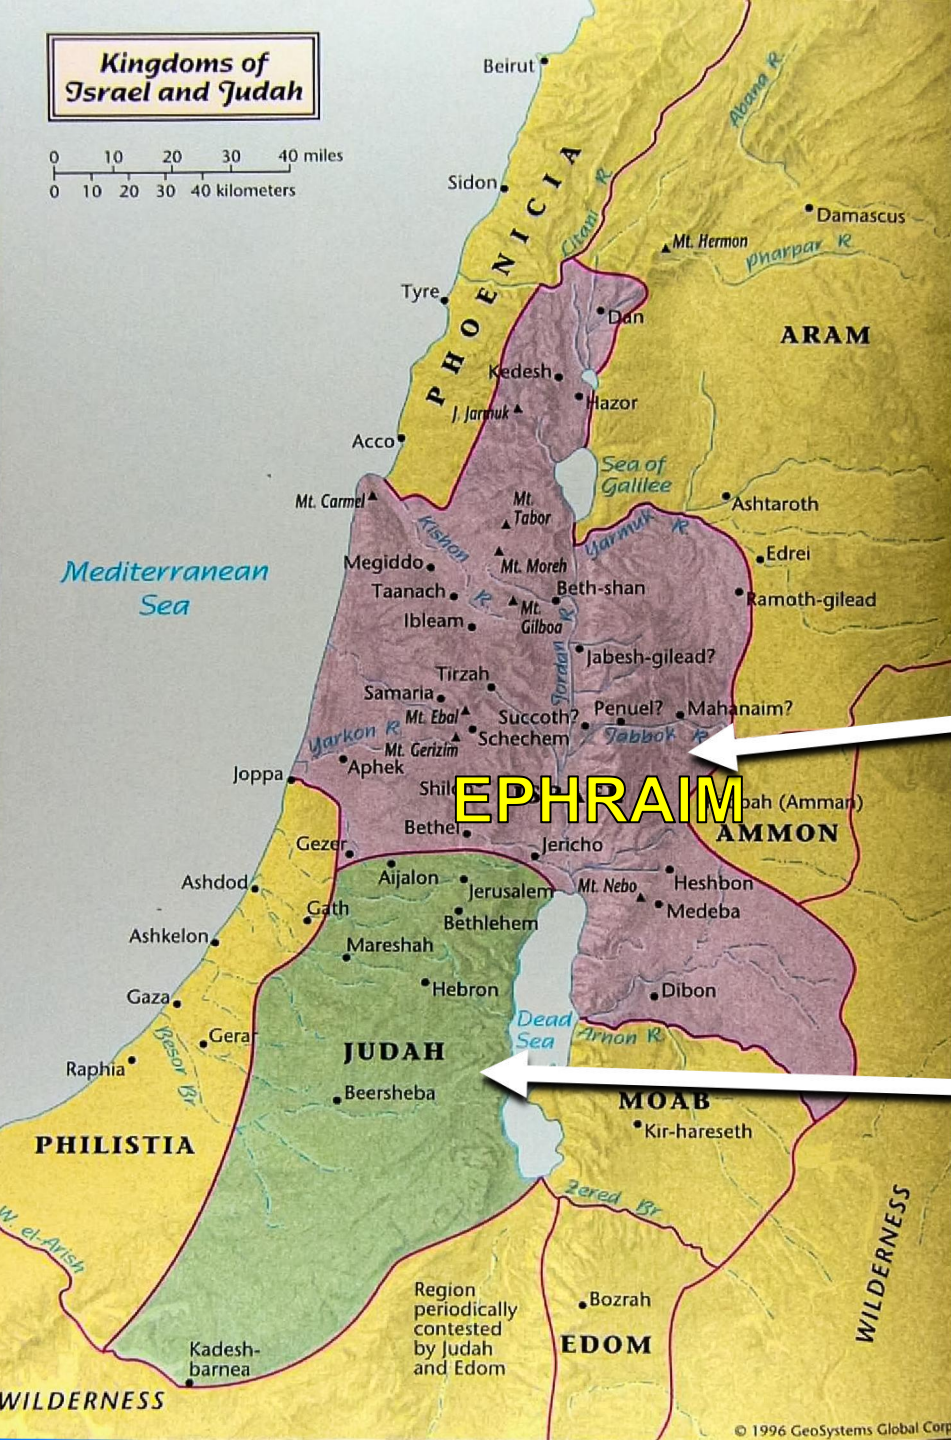 Kingdoms of
Israel and Judah
0 10 20 30 40 miles
0 10 20 30 40 kilometers
Beirut
Abana R.
Sidon
PHOENICIA
Litani R.
Damascus
Mt. Hermon
Pharpar R.
Tyre
Dan
ARAM
Kedesh
Hazor
J. Jarmuk
Acco
Sea of
Galilee
Mt. Carmel
Mt.
Tabor
Ashtaroth
Kishon R.
Yarmuk R.
Edrei
Megiddo
Mt. Moreh
Mediterranean
Sea
Taanach
Beth-shan
Ramoth-gilead
Mt.
Gilboa
Ibleam
Jordan R.
Jabesh-gilead?
Tirzah
Samaria
Penuel?
Mahanaim?
Mt. Ebal
Succoth?
Yarkon R.
Schechem
Jabbok R.
Mt. Gerizim
Aphek
Joppa
EPHRAIM
(Amman)
AMMON
Bethel
Gezer
Jericho
Aijalon
Ashdod
Jerusalem
Mt. Nebo
Heshbon
Gath
Bethlehem
Medeba
Ashkelon
Mareshah
Hebron
Dibon
Gaza
Dead
Sea
Arnon R.
Gerar
Besor Br.
JUDAH
Raphia
Beersheba
MOAB
Kir-hareseth
PHILISTIA
Zered Br.
W. el-Arish
WILDERNESS
Region
periodically
contested
by Judah
and Edom
Bozrah
EDOM
Kadesh-
barnea
WILDERNESS
© 1996 GeoSystems Global Corp